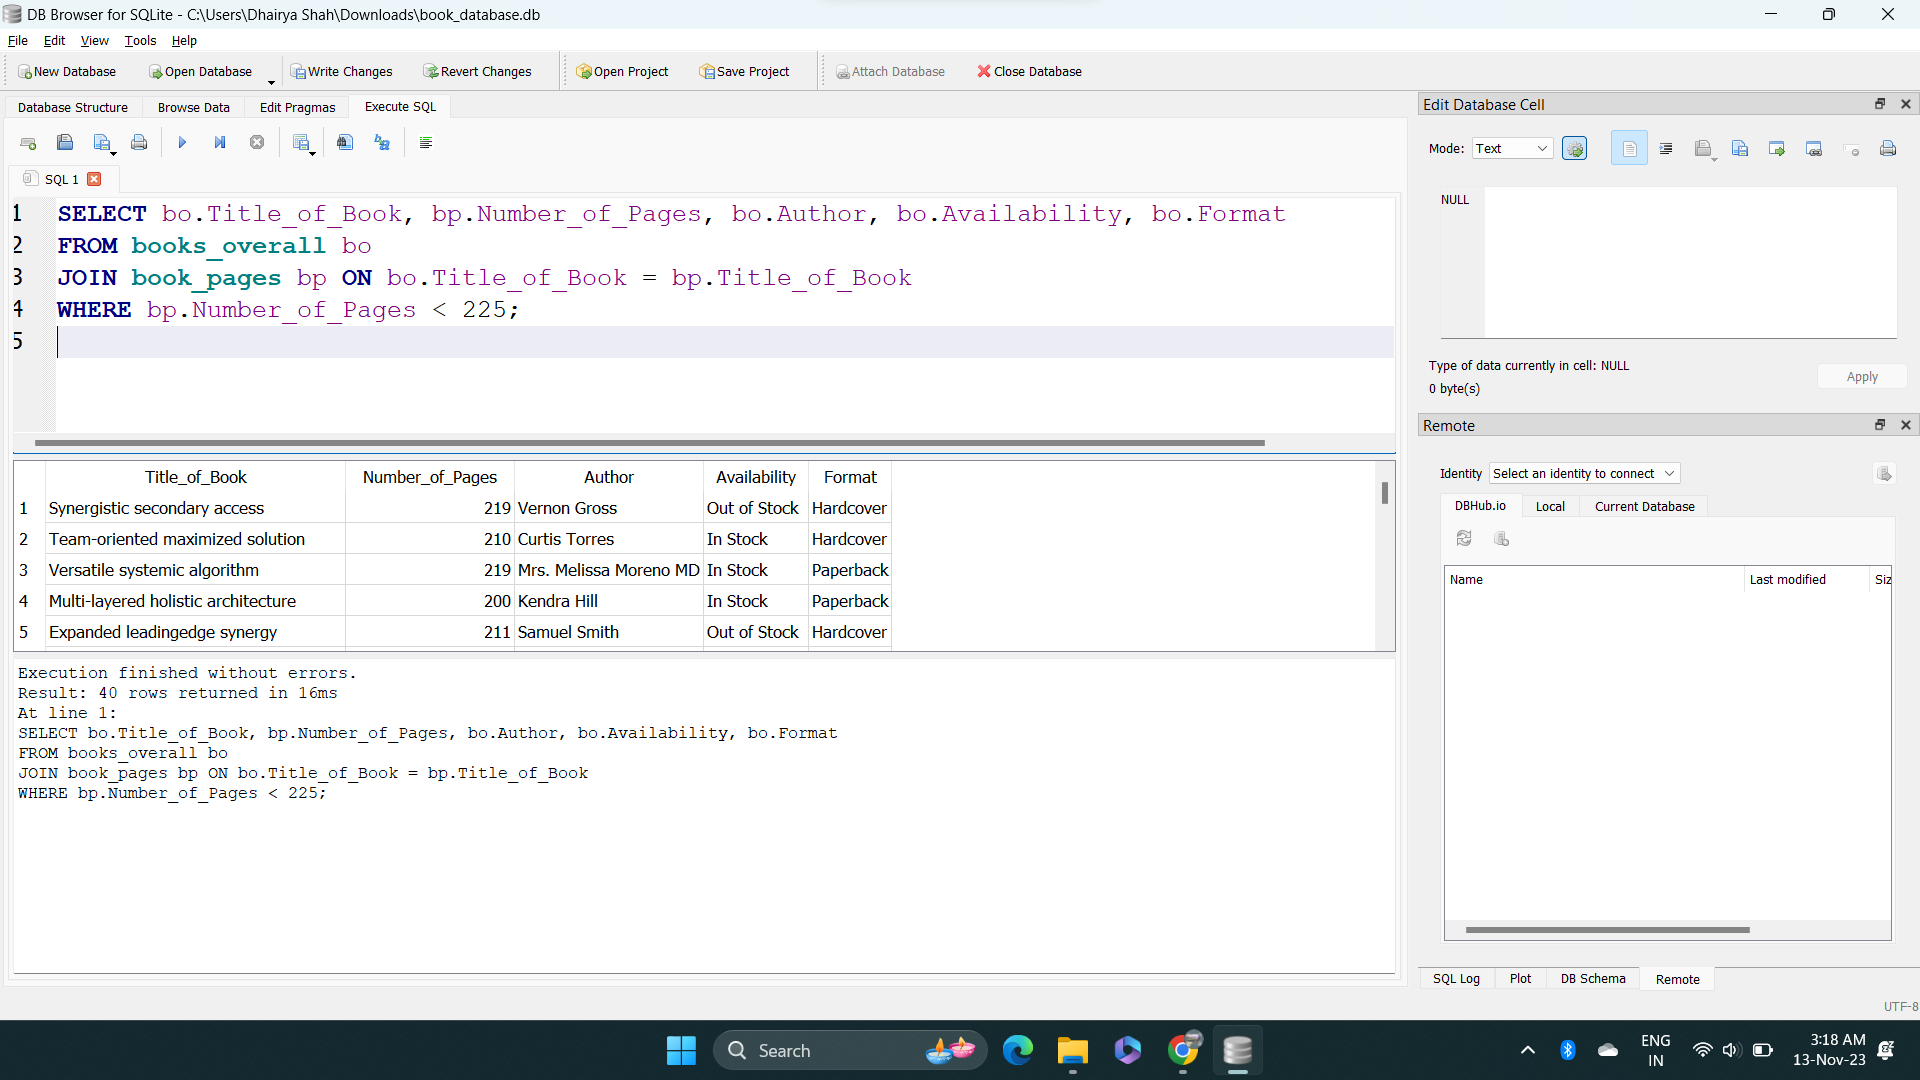 DB Browser for SQLite - C:\Users\Dhairya Shah\Downloads\book_database.db
File Edit View Tools Help
New Database Open Database Write Changes Revert Changes Open Project Save Project Attach Database Close Database
Database Structure Browse Data Edit Pragmas Execute SQL
SQL 1
1 SELECT bo.Title_of_Book, bp.Number_of_Pages, bo.Author, bo.Availability, bo.Format
2 FROM books_overall bo
3 JOIN book_pages bp ON bo.Title_of_Book = bp.Title_of_Book
4 WHERE bp.Number_of_Pages < 225;
5
Title_of_Book Number_of_Pages Author Availability Format
1 Synergistic secondary access 219 Vernon Gross Out of Stock Hardcover
2 Team-oriented maximized solution 210 Curtis Torres In Stock Hardcover
3 Versatile systemic algorithm 219 Mrs. Melissa Moreno MD In Stock Paperback
4 Multi-layered holistic architecture 200 Kendra Hill In Stock Paperback
5 Expanded leadingedge synergy 211 Samuel Smith Out of Stock Hardcover
Execution finished without errors.
Result: 40 rows returned in 16ms
At line 1:
SELECT bo.Title_of_Book, bp.Number_of_Pages, bo.Author, bo.Availability, bo.Format
FROM books_overall bo
JOIN book_pages bp ON bo.Title_of_Book = bp.Title_of_Book
WHERE bp.Number_of_Pages < 225;
Edit Database Cell
Mode: Text
NULL
Type of data currently in cell: NULL
0 byte(s)
Apply
Remote
Identity Select an identity to connect
DBHub.io Local Current Database
Name Last modified Siz
SQL Log Plot DB Schema Remote
UTF-8
Search
ENG
IN
3:18 AM
13-Nov-23